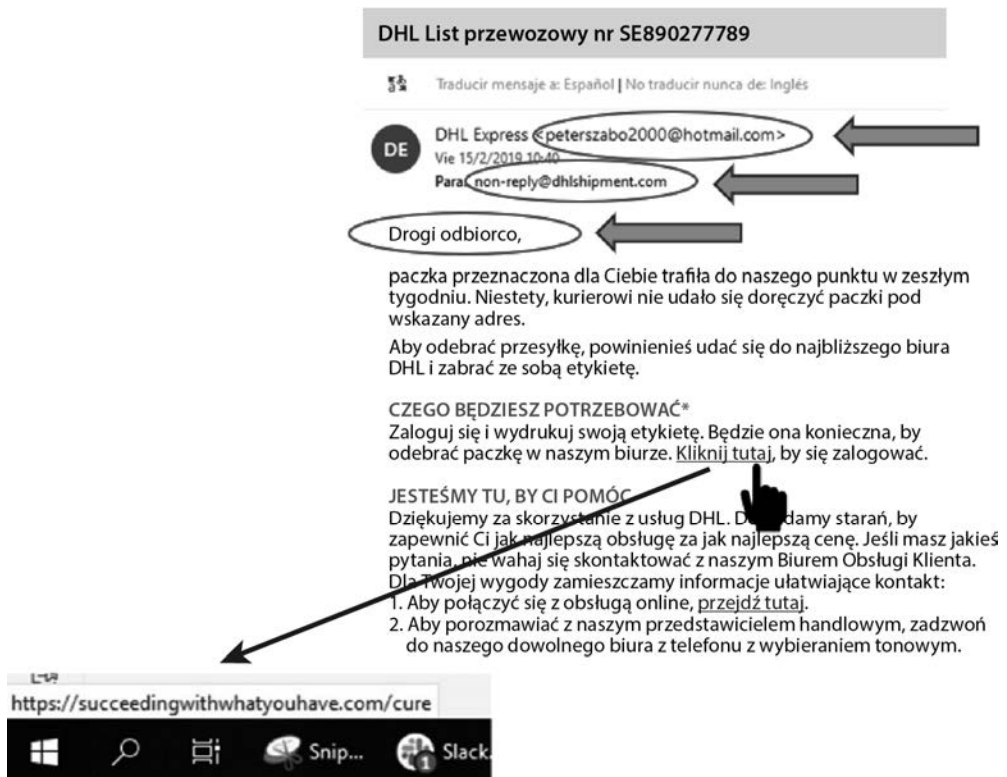 DHL List przewozowy nr SE890277789
Traducir mensaje a: Español | No traducir nunca de: Inglés
DE
DHL Express <peterszabo2000@hotmail.com>
Vie 15/2/2019 10:40
Para: non-reply@dhlshipment.com
Drogi odbiorco,
paczka przeznaczona dla Ciebie trafiła do naszego punktu w zeszłym
tygodniu. Niestety, kurierowi nie udało się doręczyć paczki pod
wskazany adres.
Aby odebrać przesyłkę, powinieneś udać się do najbliższego biura
DHL i zabrać ze sobą etykietę.
CZEGO BĘDZIESZ POTRZEBOWAĆ*
Zaloguj się i wydrukuj swoją etykietę. Będzie ona konieczna, by
odebrać paczkę w naszym biurze. Kliknij tutaj, by się zalogować.
JESTEŚMY TU, BY CI POMÓC
Dziękujemy za skorzystanie z usług DHL. damy starań, by
zapewnić Ci jak najlepszą obsługę za jak najlepszą cenę. Jeśli masz jakieś
pytania, nie wahaj się skontaktować z naszym Biurem Obsługi Klienta.
Dla Twojej wygody zamieszczamy informacje ułatwiające kontakt:
1. Aby połączyć się z obsługą online, przejdź tutaj.
2. Aby porozmawiać z naszym przedstawicielem handlowym, zadzwoń
do naszego dowolnego biura z telefonu z wybieraniem tonowym.
https://succeedingwithwhatyouhave.com/cure
Snip...
1
Slack.